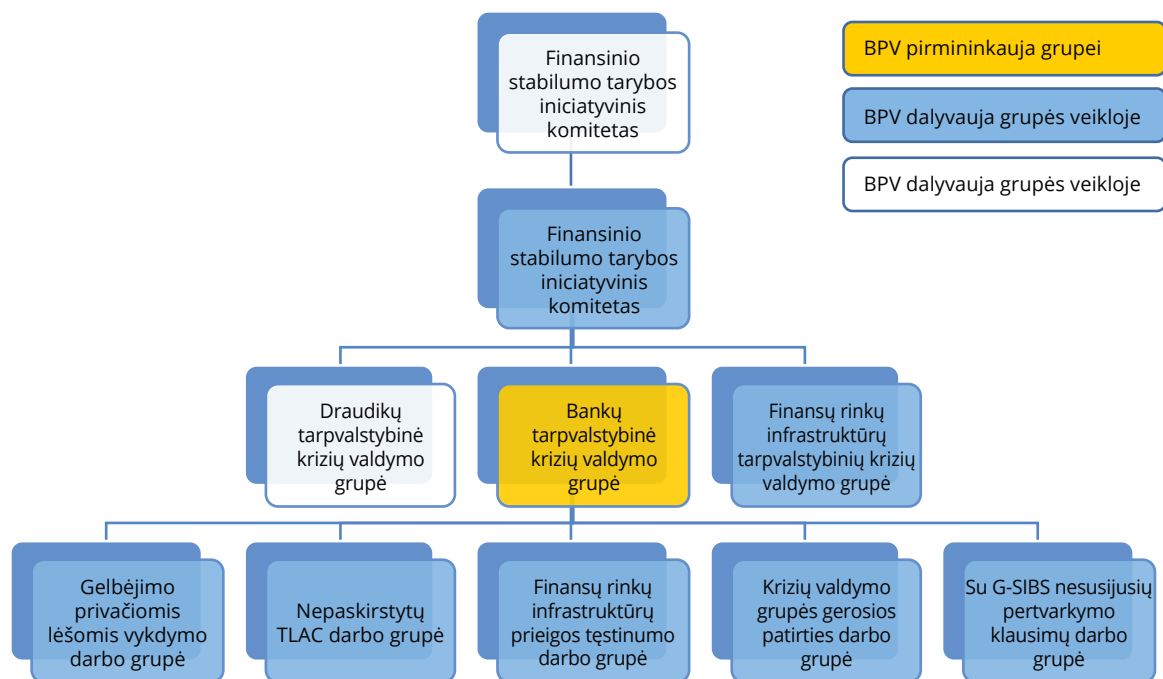 Finansinio
stabilumo tarybos
iniciatyvinis
komitetas
BPV pirmininkauja grupei
BPV dalyvauja grupės veikloje
BPV dalyvauja grupės veikloje
Finansinio
stabilumo tarybos
iniciatyvinis
komitetas
Draudikų
tarpvalstybinė
krizių valdymo
grupė
Bankų
tarpvalstybinė
krizių valdymo
grupė
Finansų rinkų
infrastruktūrų
tarpvalstybinių krizių
valdymo grupė
Gelbėjimo
privačiomis
lėšomis vykdymo
darbo grupė
Nepaskirstytų
TLAC darbo grupė
Finansų rinkų
infrastruktūrų
prieigos tęstinumo
darbo grupė
Krizių valdymo
grupės gerosios
patirties darbo
grupė
Su G-SIBS nesusijusių
pertvarkymo
klausimų darbo
grupė